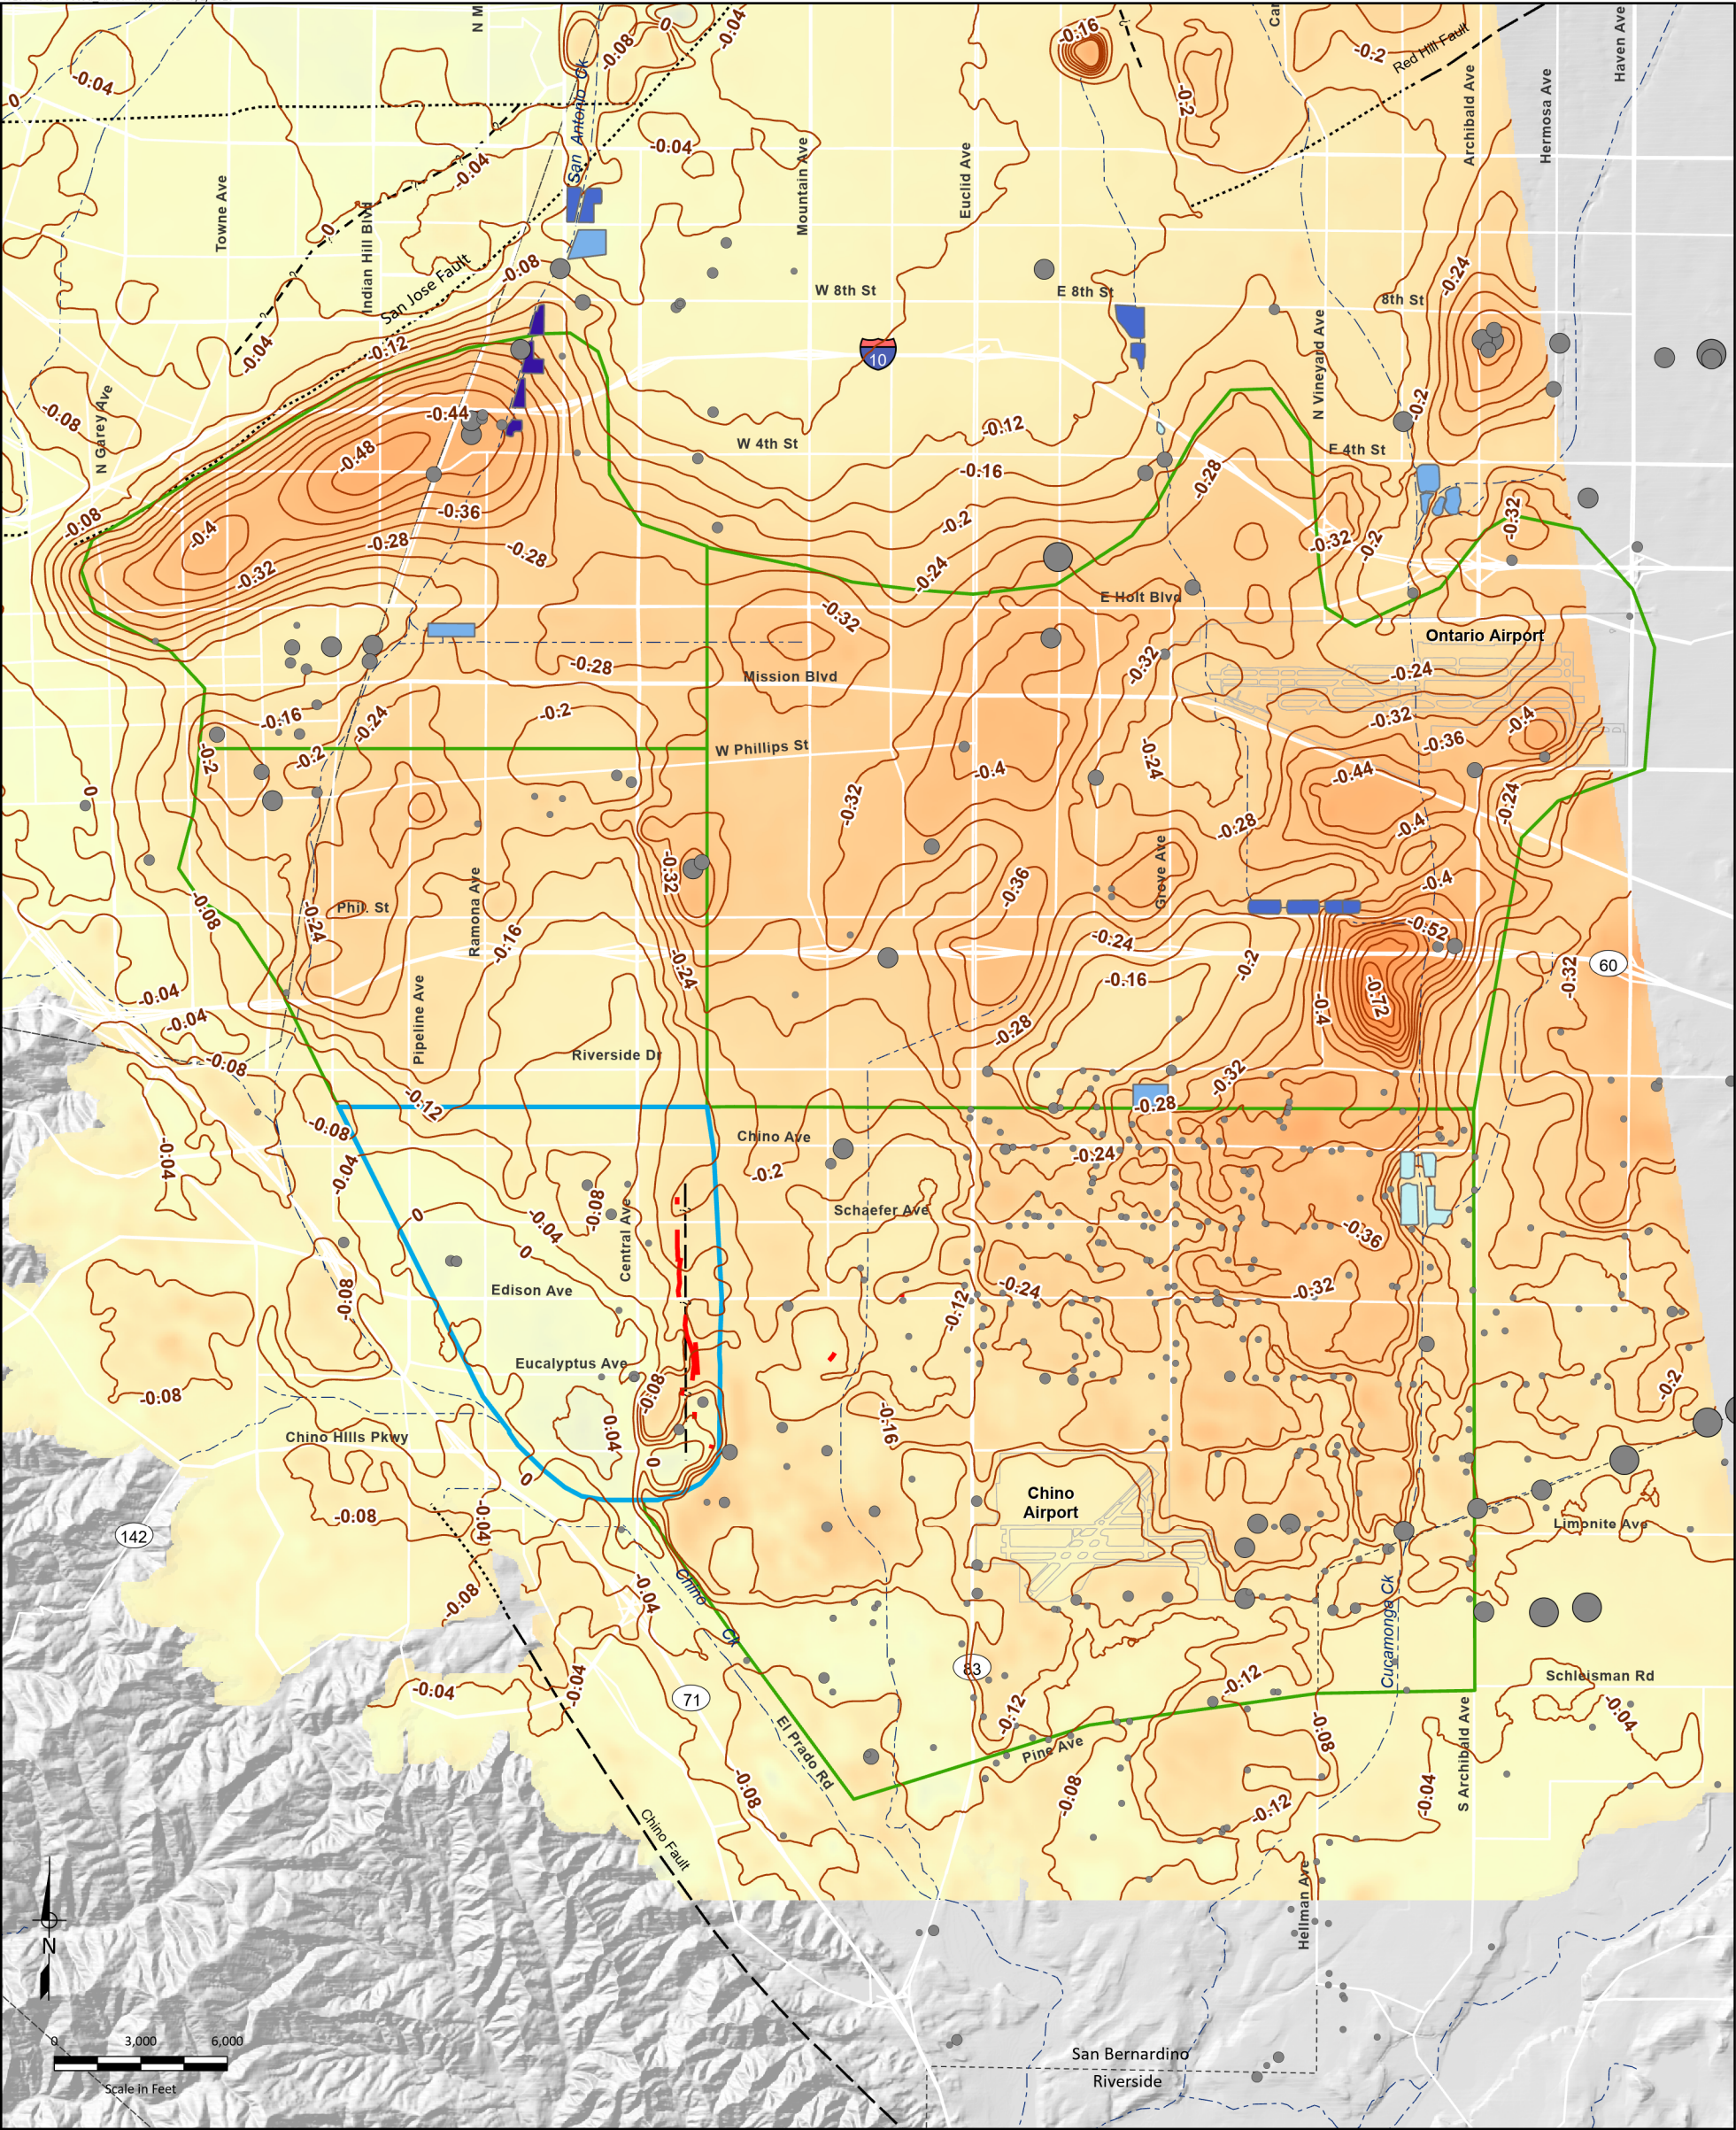 N M
San Antonio Ck
0
-0.08
-0.04
-0.16
Car
-0.2
Red Hill Fault
Haven Ave
Archibald Ave
Hermosa Ave
-0.04
0
-0.2
-0.04
-0.04
Towne Ave
Indian Hill Blvd
Mountain Ave
Euclid Ave
0
San Jose Fault
-0.08
-0.24
W 8th St
E 8th St
8th St
N Vineyard Ave
-0.04
-0.12
10
-0.08
N Garey Ave
-0.44
-0.2
-0.12
W 4th St
E 4th St
-0.48
-0.16
-0.28
-0.36
-0.08
-0.4
-0.2
-0.32
-0.32
-0.2
-0.28
-0.28
-0.32
-0.24
E Holt Blvd
-0.32
Ontario Airport
-0.28
-0.32
-0.24
Mission Blvd
-0.16
-0.24
-0.2
-0.32
-0.4
-0.2
-0.2
W Phillips St
-0.24
-0.36
-0.4
-0.44
0
-0.32
-0.24
-0.28
-0.4
-0.32
-0.36
Grove Ave
-0.4
-0.08
Phil. St
-0.24
Ramona Ave
-0.16
-0.52
-0.24
-0.24
-0.2
60
-0.32
-0.16
-0.72
-0.4
-0.04
-0.04
Pipeline Ave
-0.28
Riverside Dr
-0.08
-0.32
-0.12
-0.28
-0.08
Chino Ave
-0.04
-0.24
-0.2
-0.04
-0.08
0
-0.04
Central Ave
Schaefer Ave
-0.36
0
?
-0.08
Edison Ave
-0.24
-0.32
-0.12
Eucalyptus Ave
-0.08
-0.08
-0.2
0.04
-0.16
Chino HIlls Pkwy
0
0
Chino
Airport
-0.08
-0.04
142
Limonite Ave
Chino
Ck
-0.08
-0.04
Cucamonga Ck
83
Schleisman Rd
-0.04
-0.04
71
-0.12
-0.12
-0.08
-0.04
El Prado Rd
Pine Ave
S Archibald Ave
-0.08
-0.08
-0.04
-0.12
Chino Fault
Hellman Ave
N
0
3,000
6,000
Scale in Feet
San Bernardino
Riverside